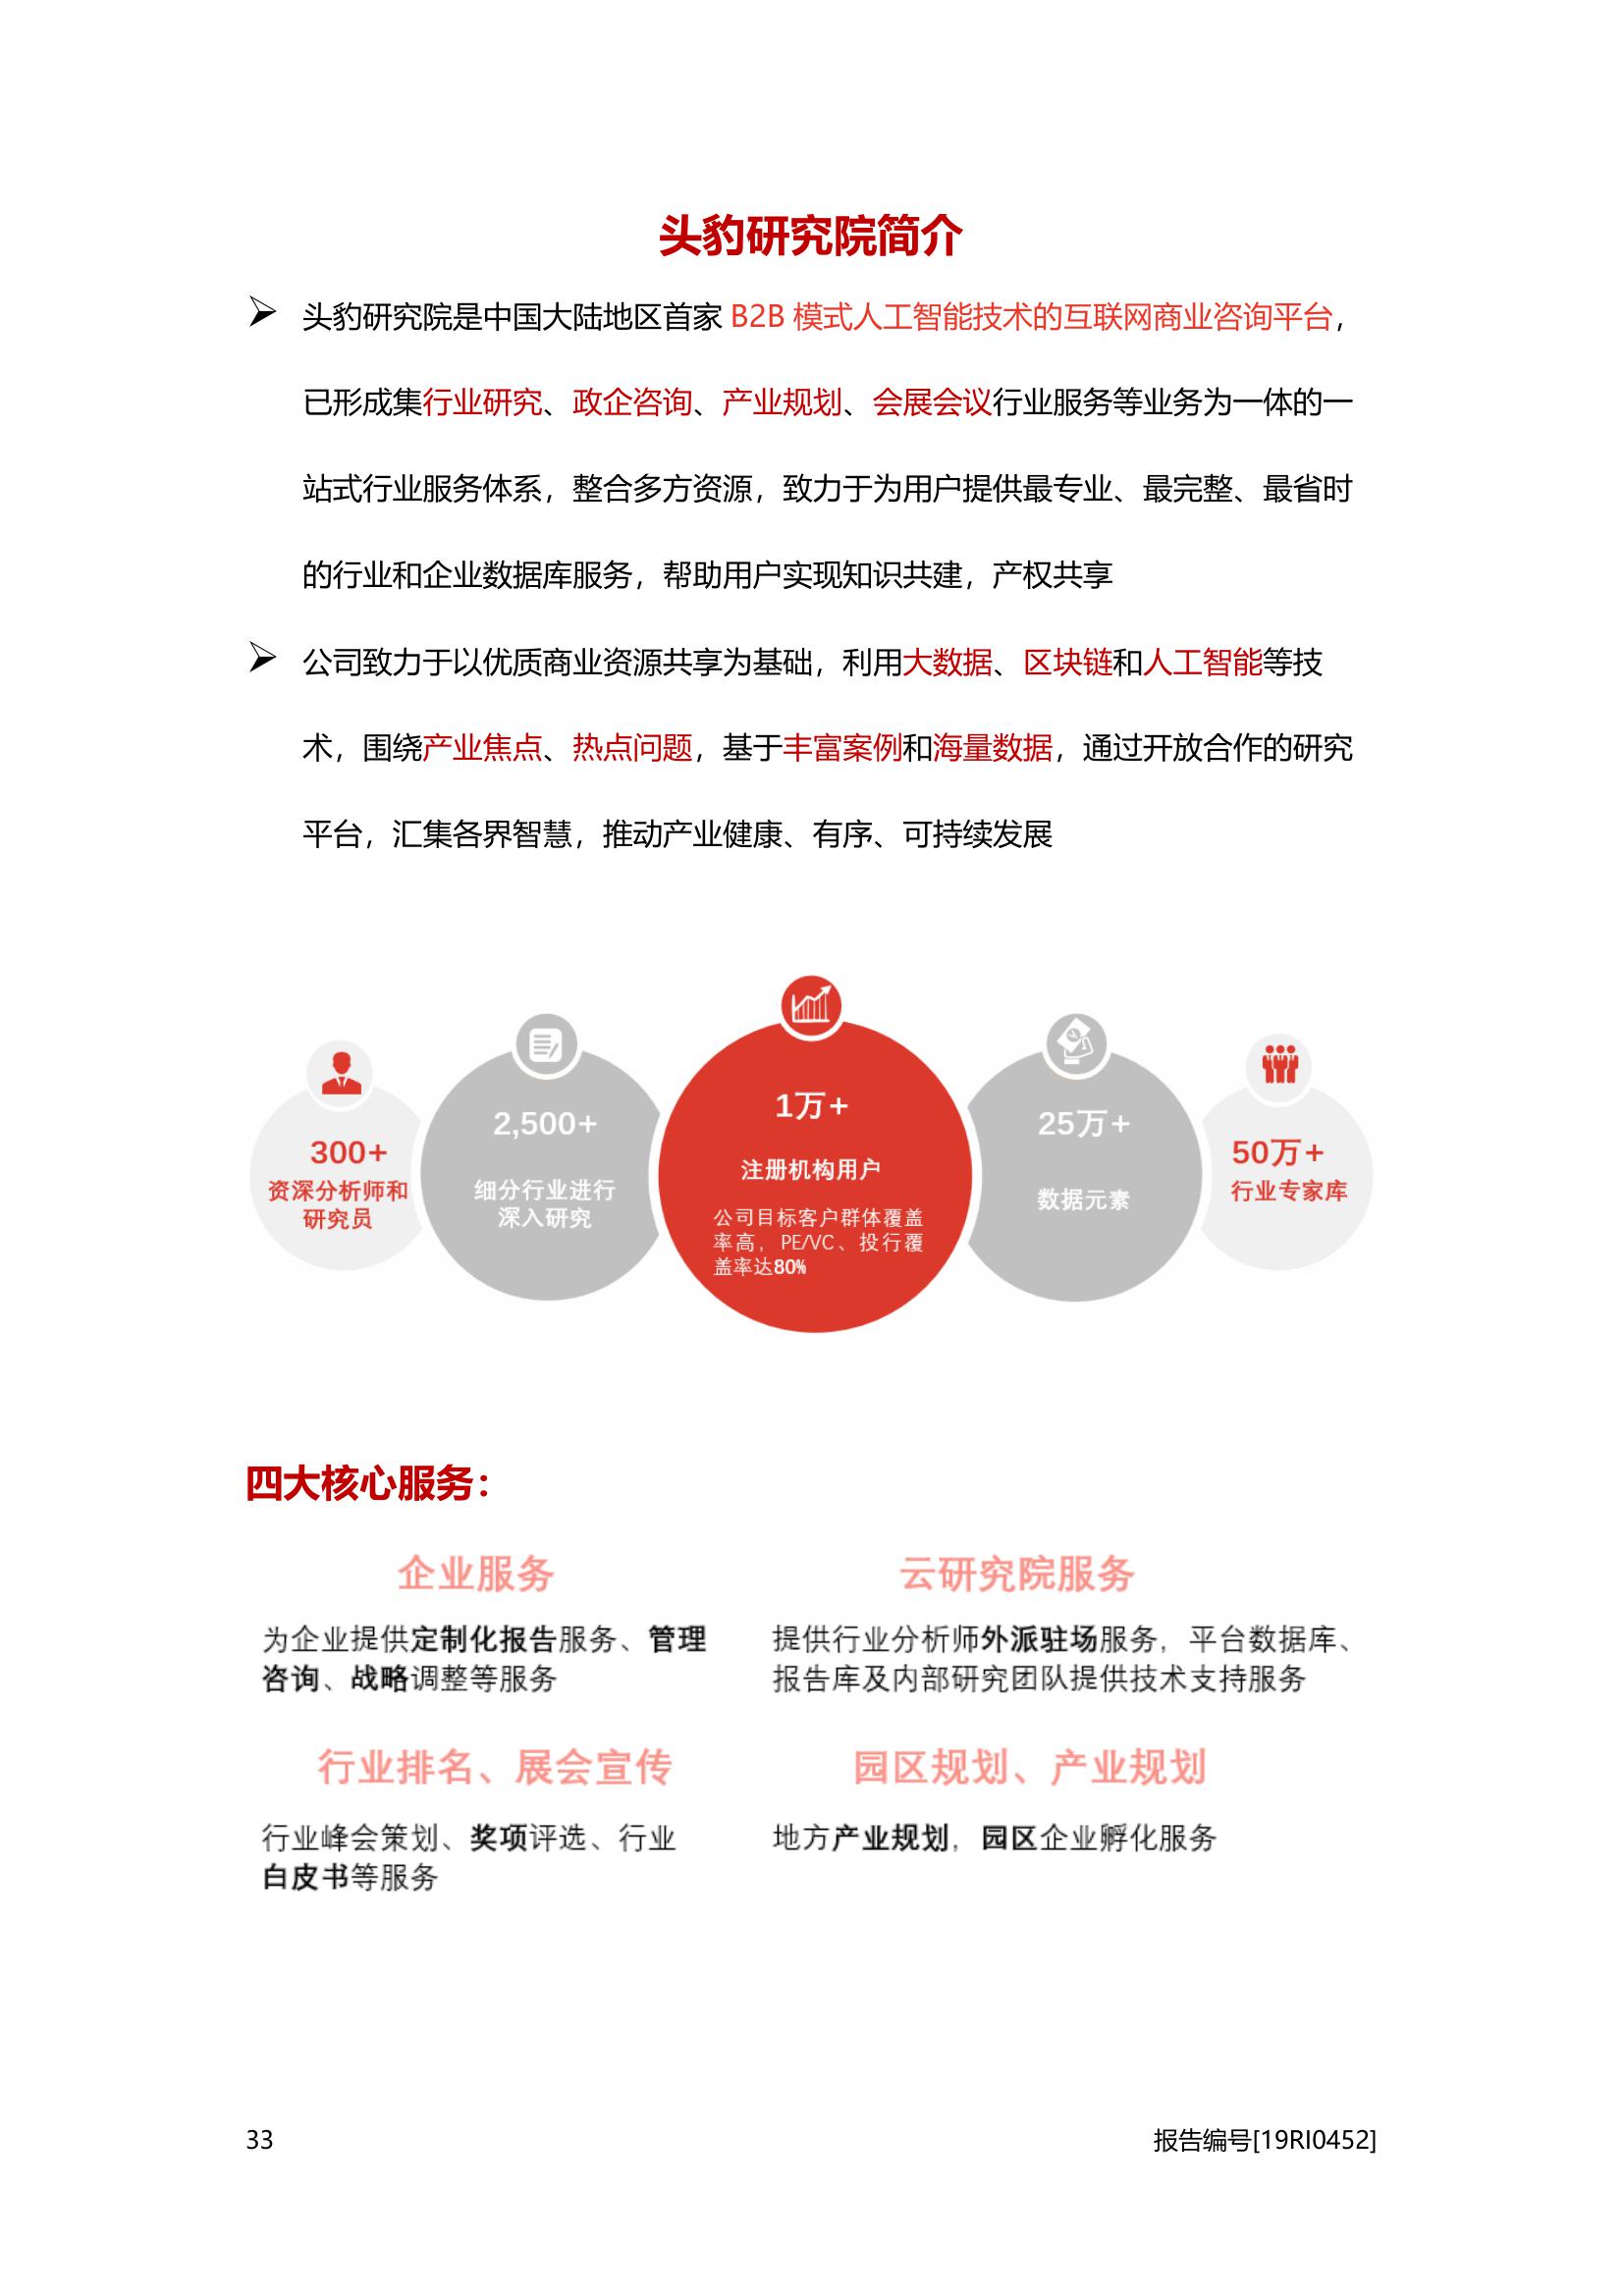 头豹研究院简介
➢ 头豹研究院是中国大陆地区首家 B2B 模式人工智能技术的互联网商业咨询平台，
已形成集行业研究、政企咨询、产业规划、会展会议行业服务等业务为一体的一
站式行业服务体系，整合多方资源，致力于为用户提供最专业、最完整、最省时
的行业和企业数据库服务，帮助用户实现知识共建，产权共享
➢ 公司致力于以优质商业资源共享为基础，利用大数据、区块链和人工智能等技
术，围绕产业焦点、热点问题，基于丰富案例和海量数据，通过开放合作的研究
平台，汇集各界智慧，推动产业健康、有序、可持续发展
300+
资深分析师和
研究员
2,500+
细分行业进行
深入研究
1万+
注册机构用户
公司目标客户群体覆盖
率高，PE/VC、投行覆
盖率达80%
25万+
数据元素
50万+
行业专家库
四大核心服务：
企业服务
为企业提供定制化报告服务、管理
咨询、战略调整等服务
云研究院服务
提供行业分析师外派驻场服务，平台数据库、
报告库及内部研究团队提供技术支持服务
行业排名、展会宣传
行业峰会策划、奖项评选、行业
白皮书等服务
园区规划、产业规划
地方产业规划，园区企业孵化服务
33
报告编号[19RI0452]